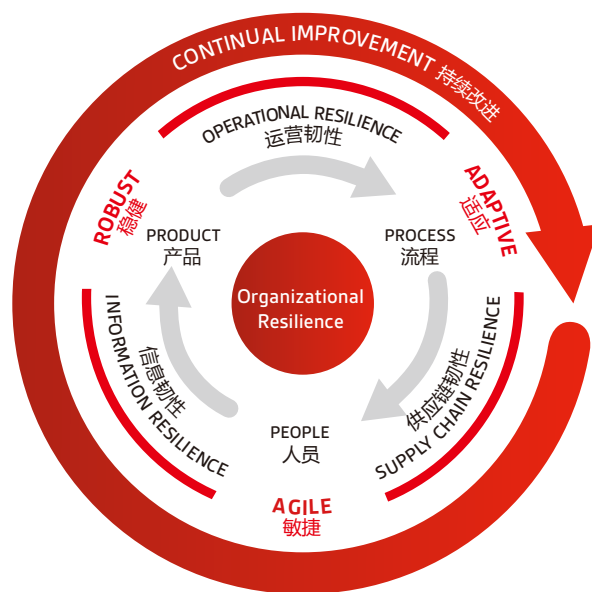 CONTINUAL IMPROVEMENT 持续改进
OPERATIONAL RESILIENCE
运营韧性
ROBUST
稳健
ADAPTIVE
适应
PRODUCT
产品
PROCESS
流程
Organizational
Resilience
INFORMATION RESILIENCE
信息韧性
供应链韧性
SUPPLY CHAIN RESILIENCE
PEOPLE
人员
AGILE
敏捷